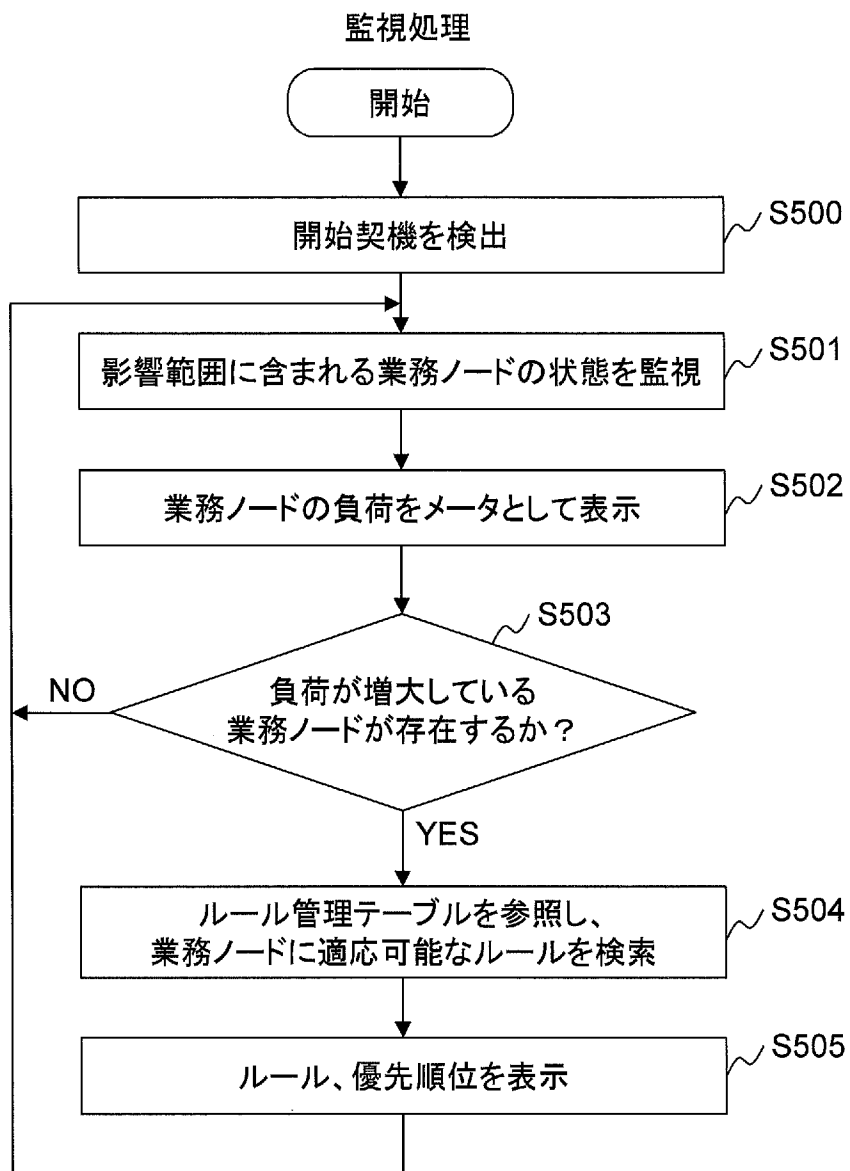 監視処理
開始
S500
開始契機を検出
S501
影響範囲に含まれる業務ノードの状態を監視
S502
業務ノードの負荷をメータとして表示
S503
負荷が増大している
業務ノードが存在するか？
NO
YES
S504
ルール管理テーブルを参照し、
業務ノードに適応可能なルールを検索
S505
ルール、優先順位を表示